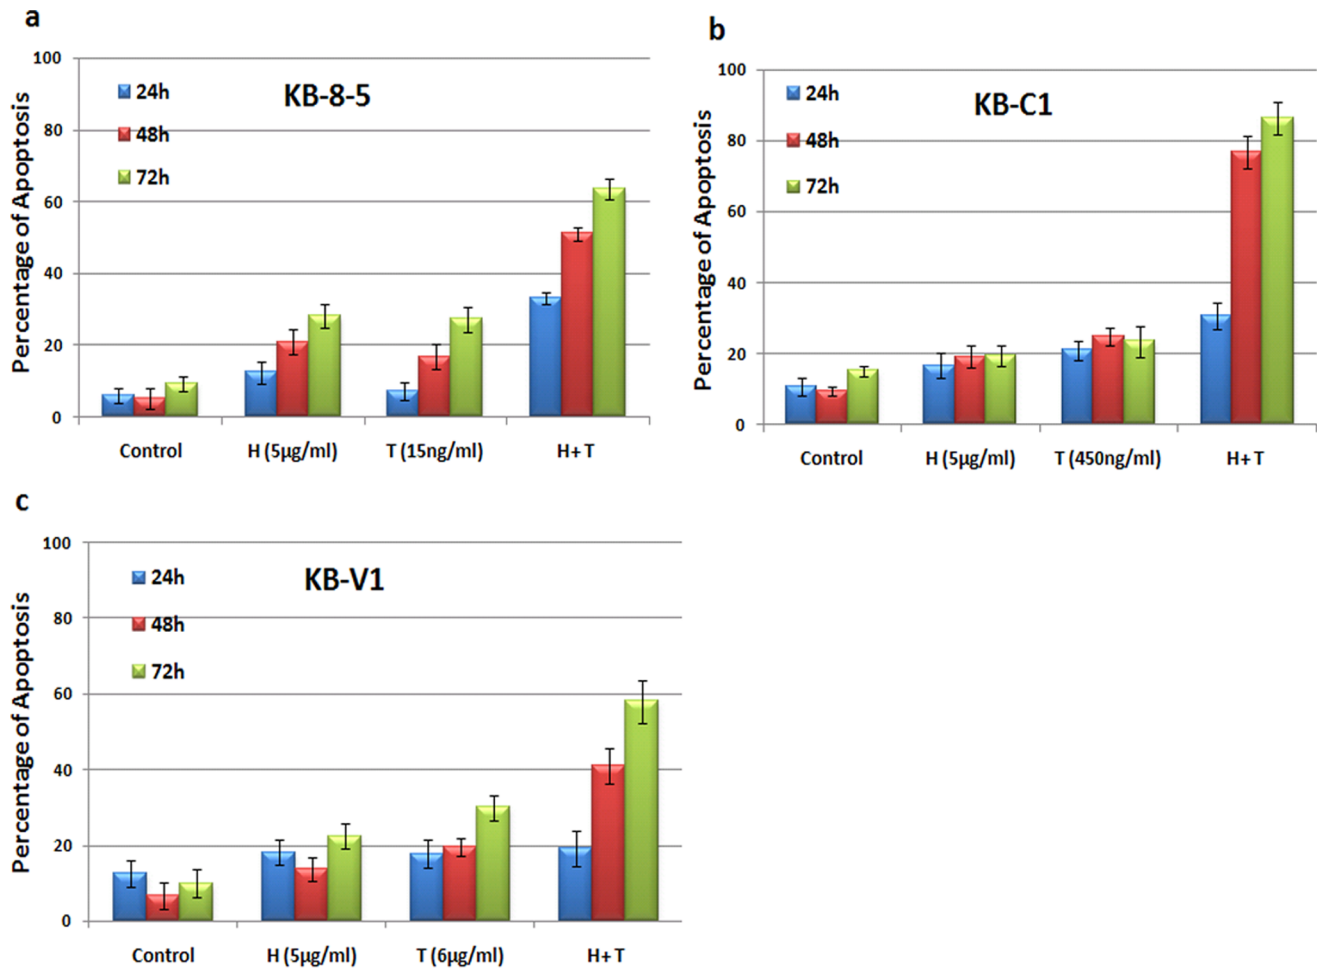 a
Percentage of Apoptosis
100
80
60
40
20
0
24h
48h
72h
KB-8-5
Control
H (5µg/ml)
T (15ng/ml)
H+T
b
Percentage of Apoptosis
100
80
60
40
20
0
24h
48h
72h
KB-C1
Control
H (5µg/ml)
T (450ng/ml)
H+T
c
Percentage of Apoptosis
100
80
60
40
20
0
24h
48h
72h
KB-V1
Control
H (5µg/ml)
T (6µg/ml)
H+T